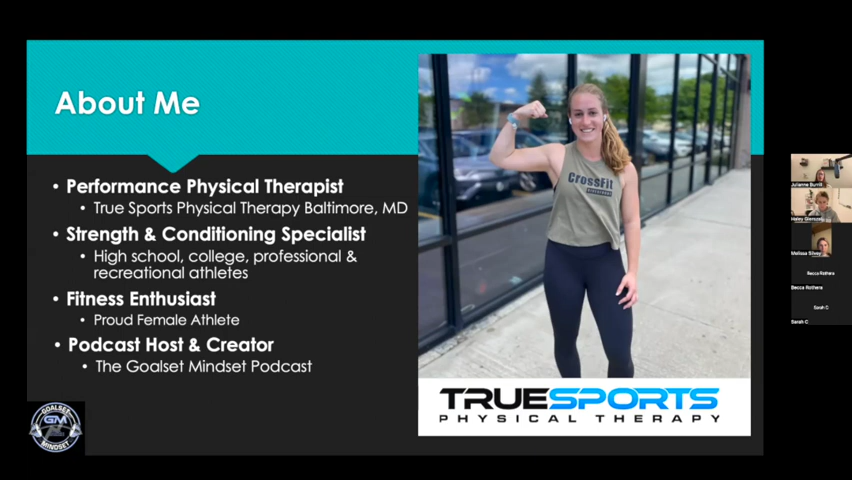 About Me
• Performance Physical Therapist
• True Sports Physical Therapy Baltimore, MD
• Strength & Conditioning Specialist
• High school, college, professional &
recreational athletes
• Fitness Enthusiast
• Proud Female Athlete
• Podcast Host & Creator
• The Goalset Mindset Podcast
CrossFit
TRUESPORTS
PHYSICAL THERAPY
GOALSET
GM
MINDSET
Julianne
Melissa
Becca Rothera
Becca Rothera
Sarah C
Sarah C